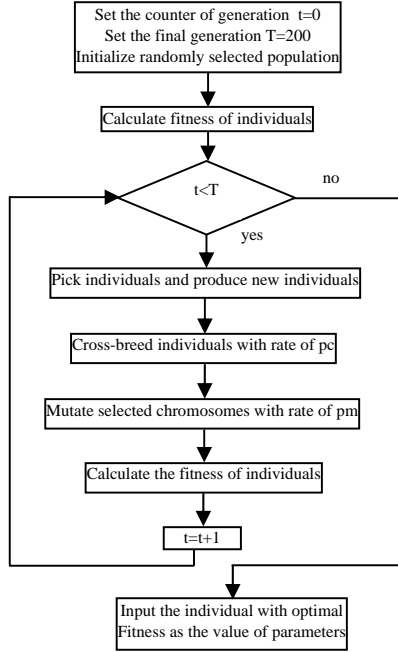 Set the counter of generation t=0
Set the final generation T=200
Initialize randomly selected population
Calculate fitness of individuals
t<T
no
yes
Pick individuals and produce new individuals
Cross-breed individuals with rate of pc
Mutate selected chromosomes with rate of pm
Calculate the fitness of individuals
t=t+1
Input the individual with optimal
Fitness as the value of parameters